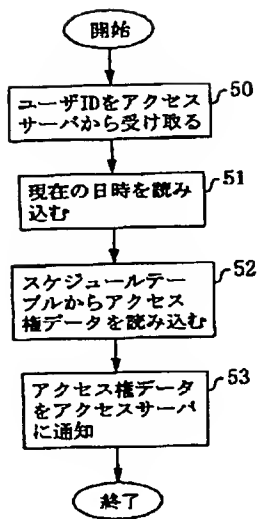 開始
ユーザIDをアクセス
サーバから受け取る
50
現在の日時を読み
込む
51
スケジュールテー
ブルからアクセス
権データを読み込む
52
アクセス権データ
をアクセスサーバ
に通知
53
終了